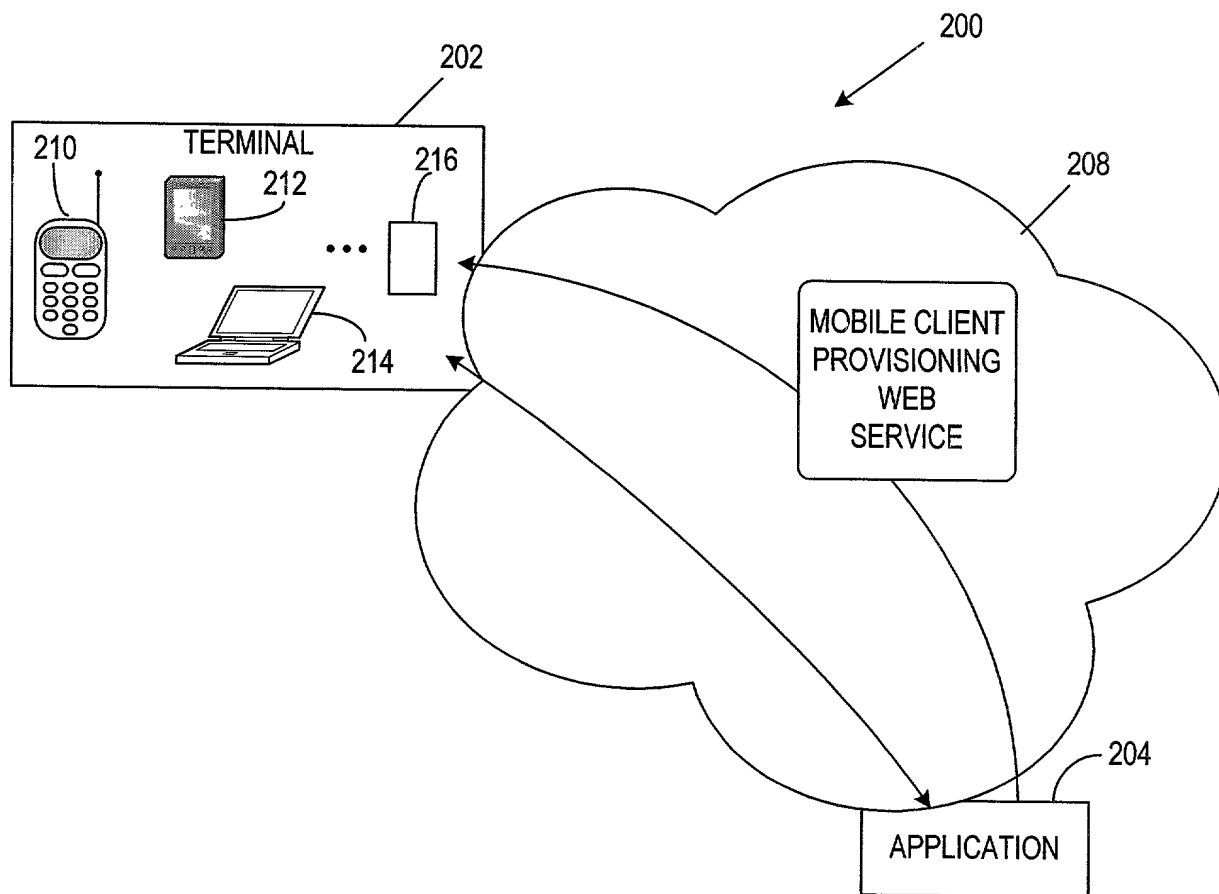 200
202
TERMINAL
210
212
216
208
214
MOBILE CLIENT
PROVISIONING
WEB
SERVICE
204
APPLICATION